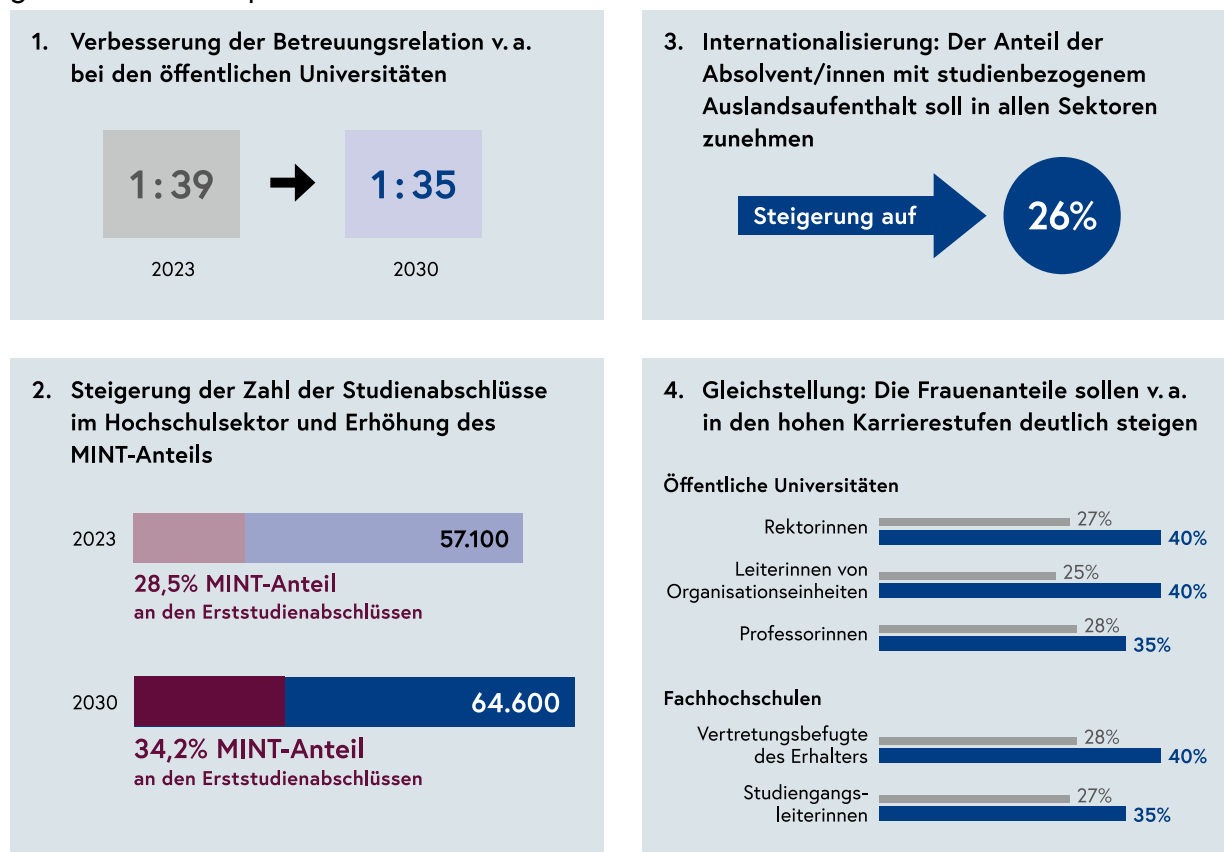 1. Verbesserung der Betreuungsrelation v. a.
bei den öffentlichen Universitäten
1:39
1:35
2023
2030
2. Steigerung der Zahl der Studienabschlüsse
im Hochschulsektor und Erhöhung des
MINT-Anteils
2023
57.100
28,5% MINT-Anteil
an den Erststudienabschlüssen
2030
64.600
34,2% MINT-Anteil
an den Erststudienabschlüssen
3. Internationalisierung: Der Anteil der
Absolvent/innen mit studienbezogenem
Auslandsaufenthalt soll in allen Sektoren
zunehmen
Steigerung auf
26%
4. Gleichstellung: Die Frauenanteile sollen v. a.
in den hohen Karrierestufen deutlich steigen
Öffentliche Universitäten
Rektorinnen
27%
40%
Leiterinnen von
Organisationseinheiten
25%
40%
Professorinnen
28%
35%
Fachhochschulen
Vertretungsbefugte
des Erhalters
28%
40%
Studiengangs-
leiterinnen
27%
35%